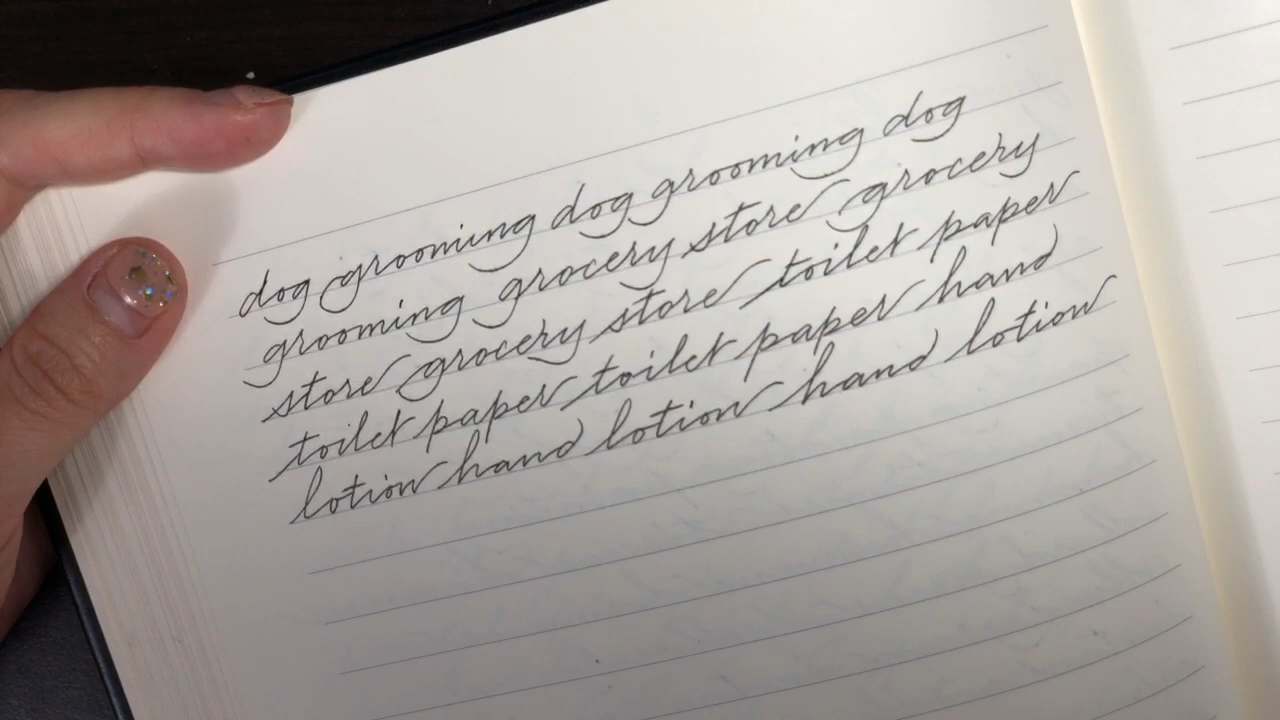 dog grooming dog grooming dog
grooming grocery store grocery
store grocery store toilet paper
toilet paper toilet paper hand
lotion hand lotion hand lotion